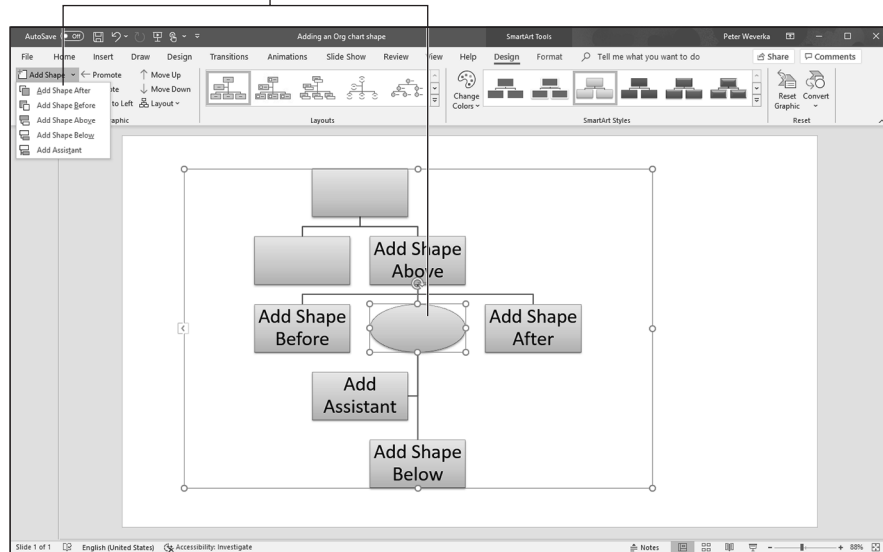 AutoSave Off Adding an Org chart shape SmartArt Tools Peter Weverka
File Home Insert Draw Design Transitions Animations Slide Show Review View Help Design Format Tell me what you want to do Share Comments
Add Shape Promote Move Up
Move Down
to Left Layout
Add Shape After
Add Shape Before
Add Shape Above
Add Shape Below
Add Assistant
Change
Colors
Reset
Graphic
Convert
Layouts SmartArt Styles Reset
Add Shape
Above
Add Shape
Before
Add Shape
After
Add
Assistant
Add Shape
Below
Slide 1 of 1 English (United States) Accessibility: Investigate Notes 88%